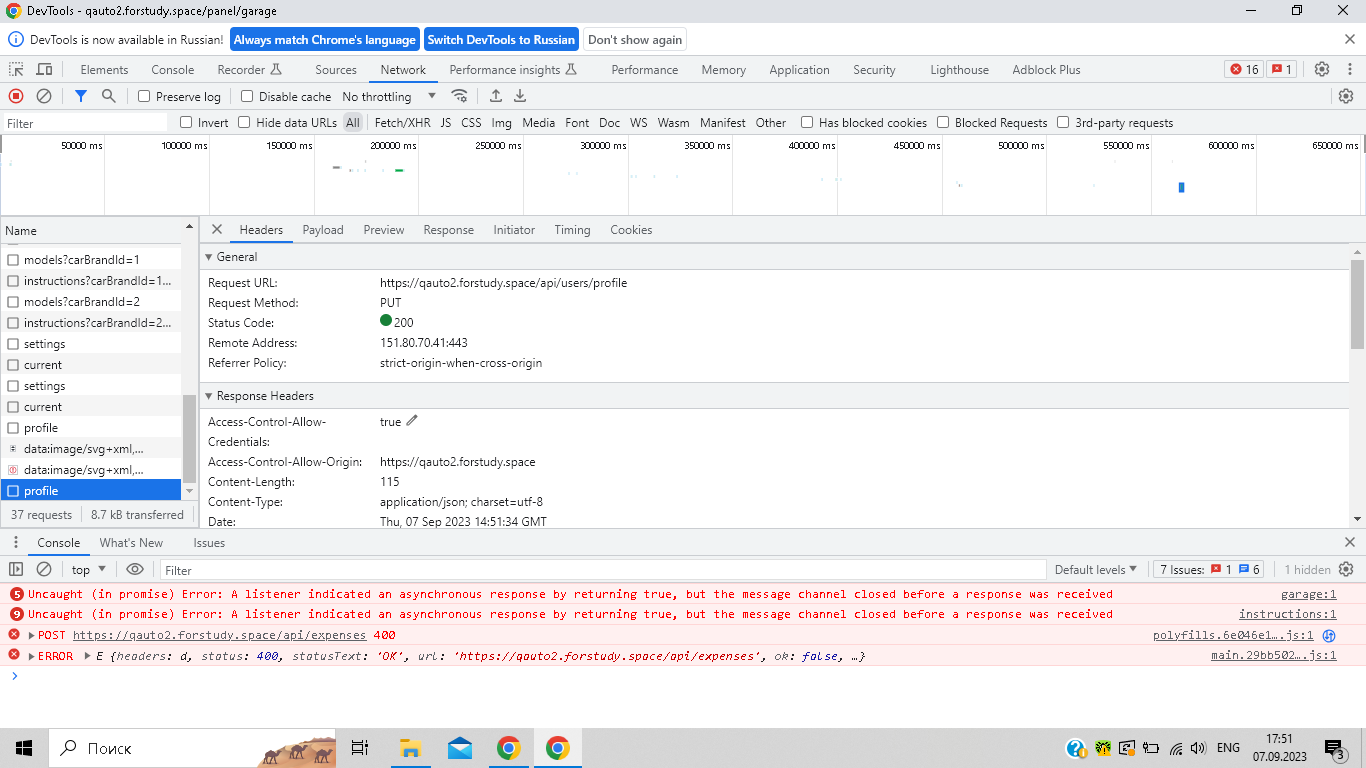 DevTools - qauto2.forstudy.space/panel/garage
DevTools is now available in Russian! Always match Chrome's language Switch DevTools to Russian Don't show again
Elements Console Recorder Sources Network Performance insights Performance Memory Application Security Lighthouse Adblock Plus 16 1
Preserve log Disable cache No throttling
Filter Invert Hide data URLs All Fetch/XHR JS CSS Img Media Font Doc WS Wasm Manifest Other Has blocked cookies Blocked Requests 3rd-party requests
50000 ms 100000 ms 150000 ms 200000 ms 250000 ms 300000 ms 350000 ms 400000 ms 450000 ms 500000 ms 550000 ms 600000 ms 650000 ms
Name
models?carBrandId=1
instructions?carBrandId=1...
models?carBrandId=2
instructions?carBrandId=2...
settings
current
settings
current
profile
data:image/svg+xml,...
data:image/svg+xml,...
profile
37 requests 8.7 kB transferred
Headers Payload Preview Response Initiator Timing Cookies
General
Request URL: https://qauto2.forstudy.space/api/users/profile
Request Method: PUT
Status Code: 200
Remote Address: 151.80.70.41:443
Referrer Policy: strict-origin-when-cross-origin
Response Headers
Access-Control-Allow- true
Credentials:
Access-Control-Allow-Origin: https://qauto2.forstudy.space
Content-Length: 115
Content-Type: application/json; charset=utf-8
Date: Thu, 07 Sep 2023 14:51:34 GMT
Console What's New Issues
top Filter Default levels 7 Issues: 1 6 1 hidden
5 Uncaught (in promise) Error: A listener indicated an asynchronous response by returning true, but the message channel closed before a response was received garage:1
9 Uncaught (in promise) Error: A listener indicated an asynchronous response by returning true, but the message channel closed before a response was received instructions:1
POST https://qauto2.forstudy.space/api/expenses 400 polyfills.6e046e1….js:1
ERROR E {headers: d, status: 400, statusText: 'OK', url: 'https://qauto2.forstudy.space/api/expenses', ok: false, …} main.29bb502….js:1
Поиск ENG 17:51
07.09.2023 3